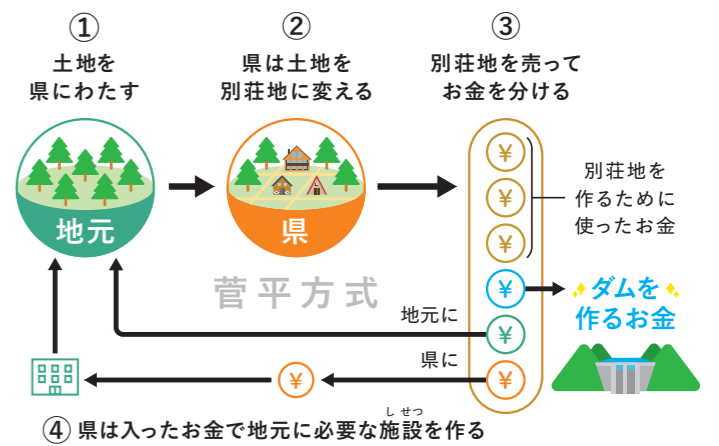 ①
土地を
県にわたす
②
県は土地を
別荘地に変える
③
別荘地を売って
お金を分ける
地元
県
¥
¥
¥
別荘地を
作るために
使ったお金
菅平方式
¥
ダムを
作るお金
地元に
¥
県に
¥
¥
しせつ
④ 県は入ったお金で地元に必要な施設を作る